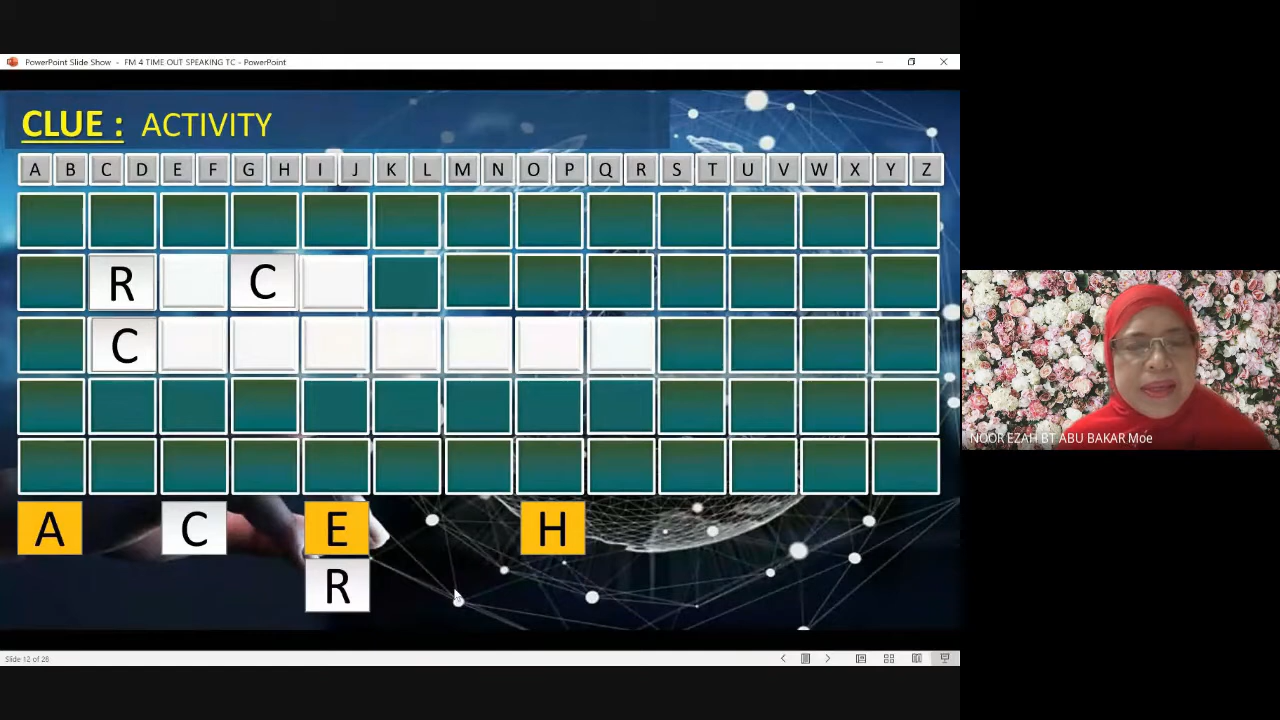 PowerPoint Slide Show - FM 4 TIME OUT SPEAKING TC - PowerPoint
CLUE : ACTIVITY
A B C D E F G H I J K L M N O P Q R S T U V W X Y Z
R C
C
A C E H
R
NOOR EZAH BT ABU BAKAR Moe
Slide 12 of 26